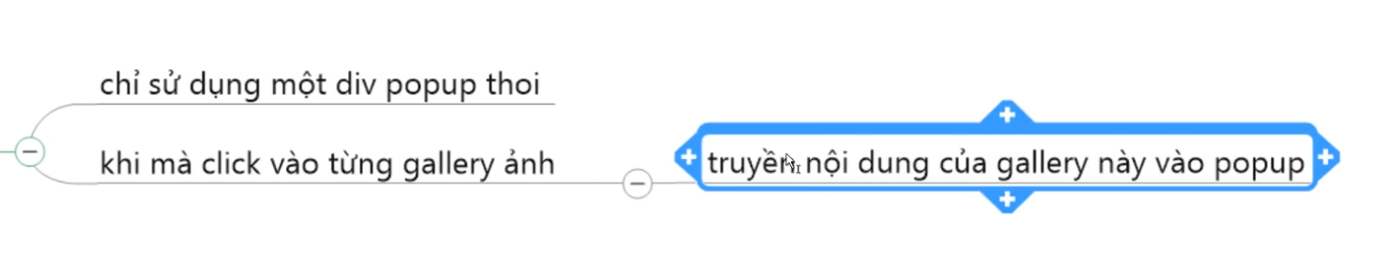 chỉ sử dụng một div popup thoi
khi mà click vào từng gallery ảnh
truyền nội dung của gallery này vào popup